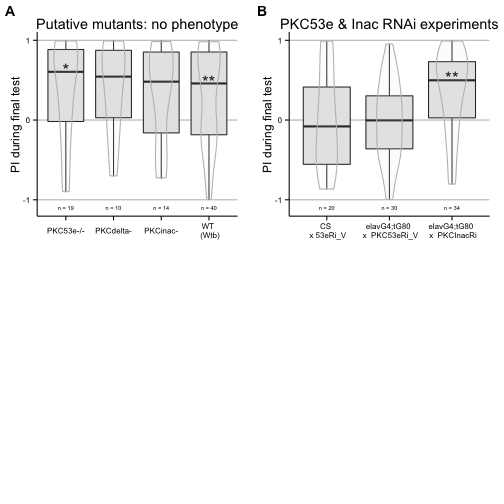 A
Putative mutants: no phenotype
PI during final test
1
0
-1
*
**
n = 19
n = 10
n = 14
n = 40
PKC53e-/-
PKCdelta-
PKCinac-
WT
(Wtb)
B
PKC53e & Inac RNAi experiments
PI during final test
1
0
-1
**
n = 20
n = 30
n = 34
CS
x 53eRi_V
elavG4;tG80
x PKC53eRi_V
elavG4;tG80
x PKCInacRi